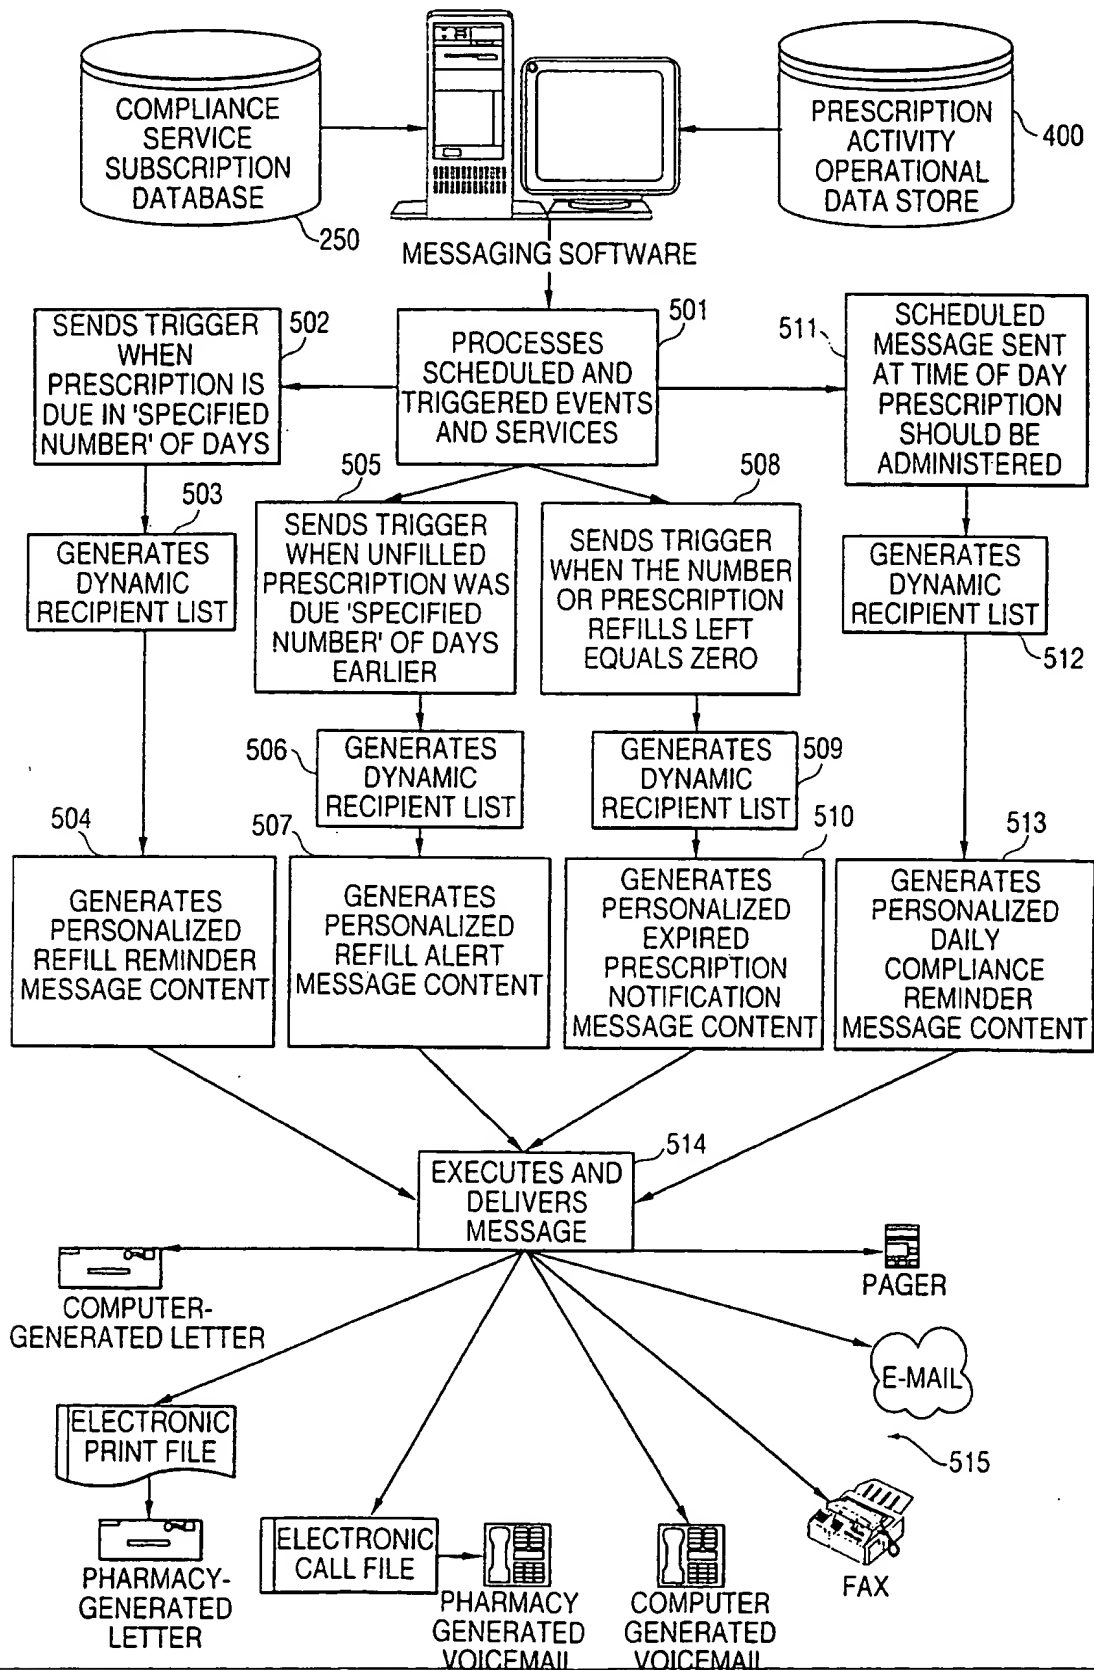 COMPLIANCE
SERVICE
SUBSCRIPTION
DATABASE
250
PRESCRIPTION
ACTIVITY
OPERATIONAL
DATA STORE
400
MESSAGING SOFTWARE
SENDS TRIGGER
WHEN
PRESCRIPTION IS
DUE IN 'SPECIFIED
NUMBER' OF DAYS
502
PROCESSES
SCHEDULED AND
TRIGGERED EVENTS
AND SERVICES
501
511
SCHEDULED
MESSAGE SENT
AT TIME OF DAY
PRESCRIPTION
SHOULD BE
ADMINISTERED
503
GENERATES
DYNAMIC
RECIPIENT LIST
505
SENDS TRIGGER
WHEN UNFILLED
PRESCRIPTION WAS
DUE 'SPECIFIED
NUMBER' OF DAYS
EARLIER
508
SENDS TRIGGER
WHEN THE NUMBER
OR PRESCRIPTION
REFILLS LEFT
EQUALS ZERO
GENERATES
DYNAMIC
RECIPIENT LIST
512
506
GENERATES
DYNAMIC
RECIPIENT LIST
GENERATES
DYNAMIC
RECIPIENT LIST
509
504
GENERATES
PERSONALIZED
REFILL REMINDER
MESSAGE CONTENT
507
GENERATES
PERSONALIZED
REFILL ALERT
MESSAGE CONTENT
510
GENERATES
PERSONALIZED
EXPIRED
PRESCRIPTION
NOTIFICATION
MESSAGE CONTENT
513
GENERATES
PERSONALIZED
DAILY
COMPLIANCE
REMINDER
MESSAGE CONTENT
514
EXECUTES AND
DELIVERS
MESSAGE
COMPUTER-
GENERATED LETTER
PAGER
E-MAIL
515
ELECTRONIC
PRINT FILE
PHARMACY-
GENERATED
LETTER
ELECTRONIC
CALL FILE
PHARMACY
GENERATED
VOICEMAIL
COMPUTER
GENERATED
VOICEMAIL
FAX